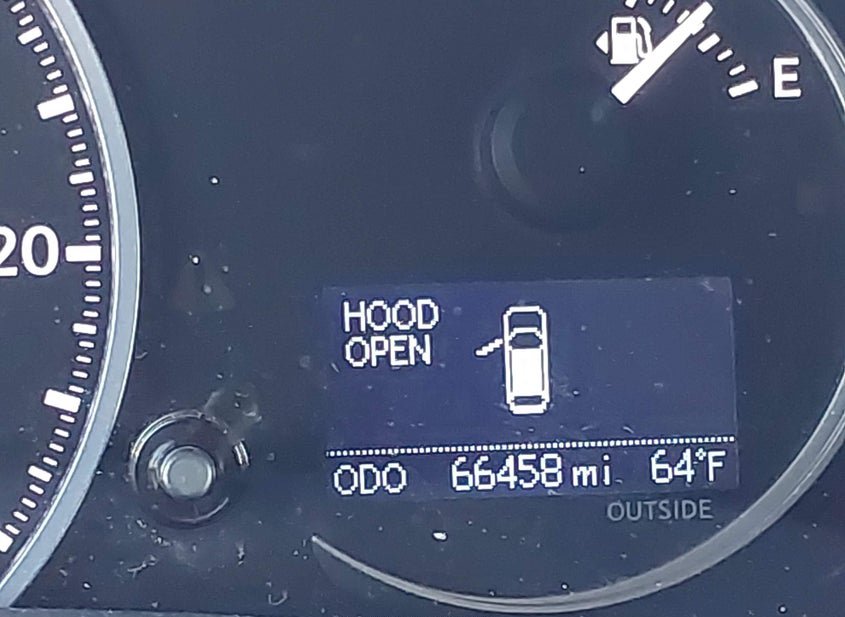 E
20
HOOD
OPEN
ODO 66458 mi 64°F
OUTSIDE